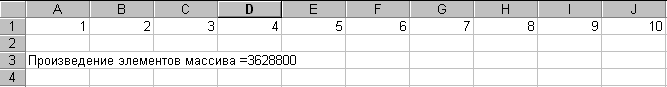 A B C D E F G H I J
1 1 2 3 4 5 6 7 8 9 10
2
3 Произведение элементов массива =3628800
4